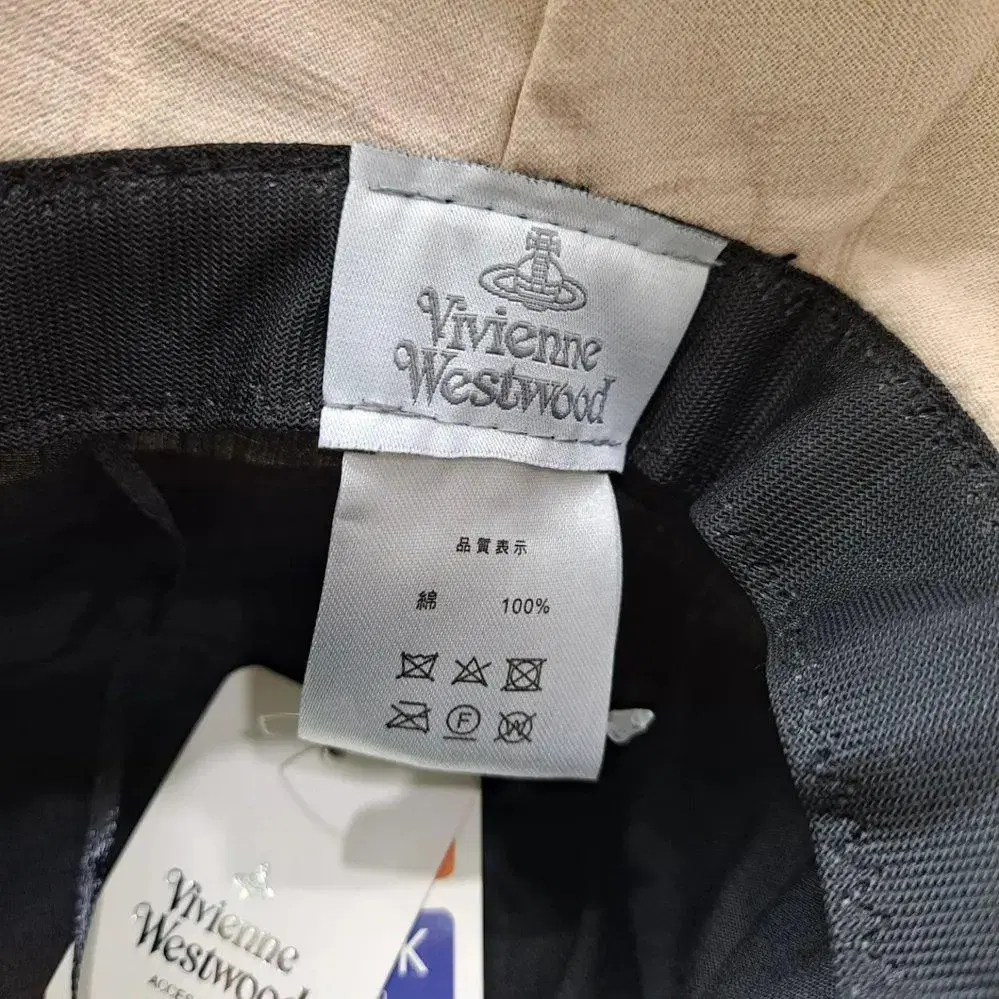 Vivienne
Westwood
品質表示
綿 100%
F
W
Vivienne
Westwood
K